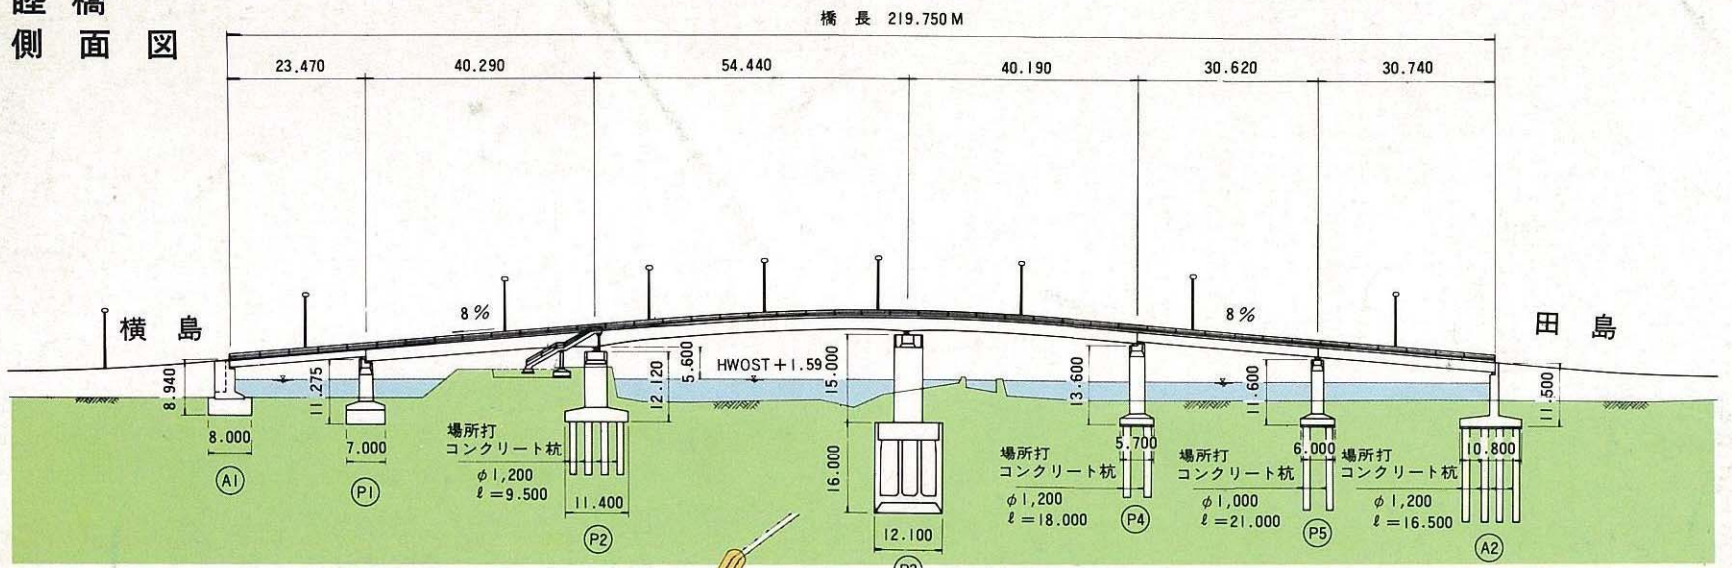 睦橋
側面図
橋長 219.750M
23.470 40.290 54.440 40.190 30.620 30.740
8%
8%
横島
田島
HWOST+1.59
5.600
8.940
11.275
12.120
15.000
13.600
11.600
11.500
8.000
7.000
場所打
コンクリート杭
φ1,200
ℓ=9.500
11.400
16.000
12.100
場所打
コンクリート杭
φ1,200
ℓ=18.000
5.700
場所打
コンクリート杭
φ1,000
ℓ=21.000
6.000
場所打
コンクリート杭
φ1,200
ℓ=16.500
10.800
A1
P1
P2
P3
P4
P5
A2